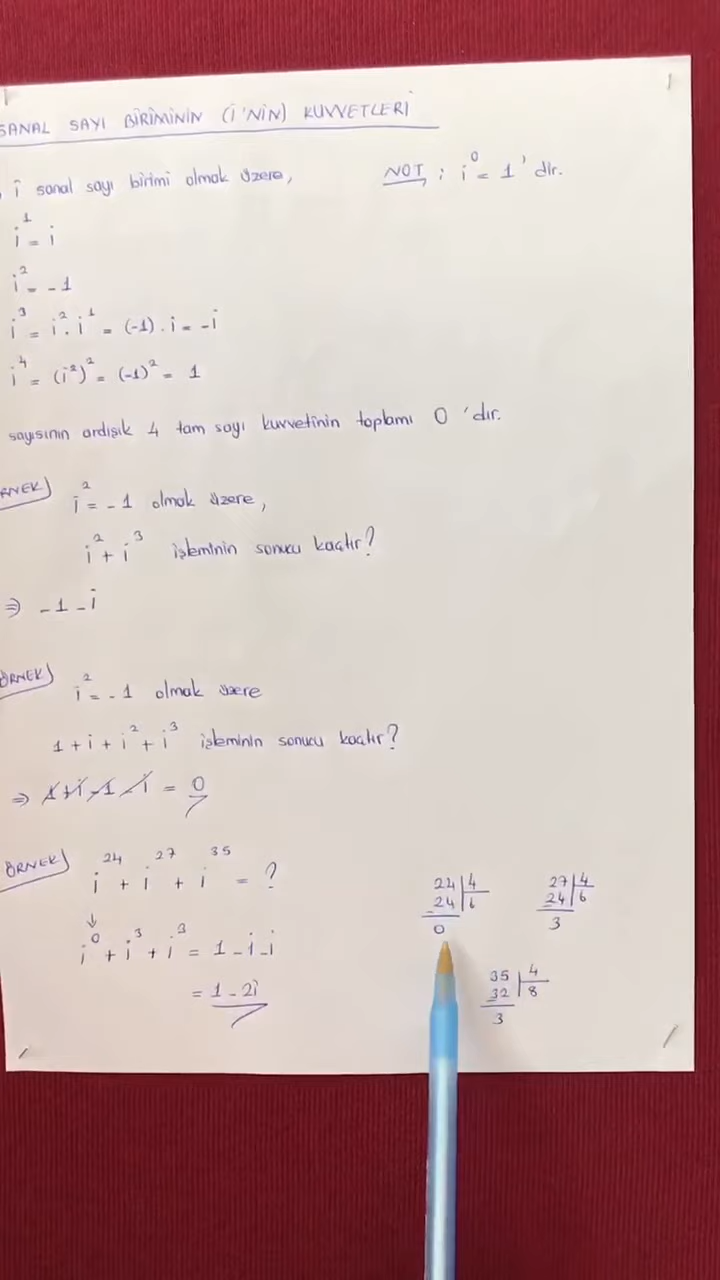 SANAL SAYI BİRİMİNİN (İ'NİN) KUVVETLERİ
i sanal sayı birimi olmak üzere,
NOT : i⁰ = 1 'dir.
i¹ = i
i² = -1
i³ = i² . i¹ = (-1) . i = -i
i⁴ = (i²)² = (-1)² = 1
sayısının ardışık 4 tam sayı kuvvetinin toplamı 0 'dır.
RNEK) i² = -1 olmak üzere,
i² + i³ işleminin sonucu kaçtır?
⇒ -1 - i
ÖRNEK) i² = -1 olmak üzere
1 + i + i² + i³ işleminin sonucu kaçtır?
⇒ 1 + i - 1 - i = 0
ÖRNEK) i²⁴ + i²⁷ + i³⁵ = ?
↓
i⁰ + i³ + i³ = 1 - i - i
= 1 - 2i
24 | 4
- 24 | 6
0
27 | 4
- 24 | 6
3
35 | 4
- 32 | 8
3